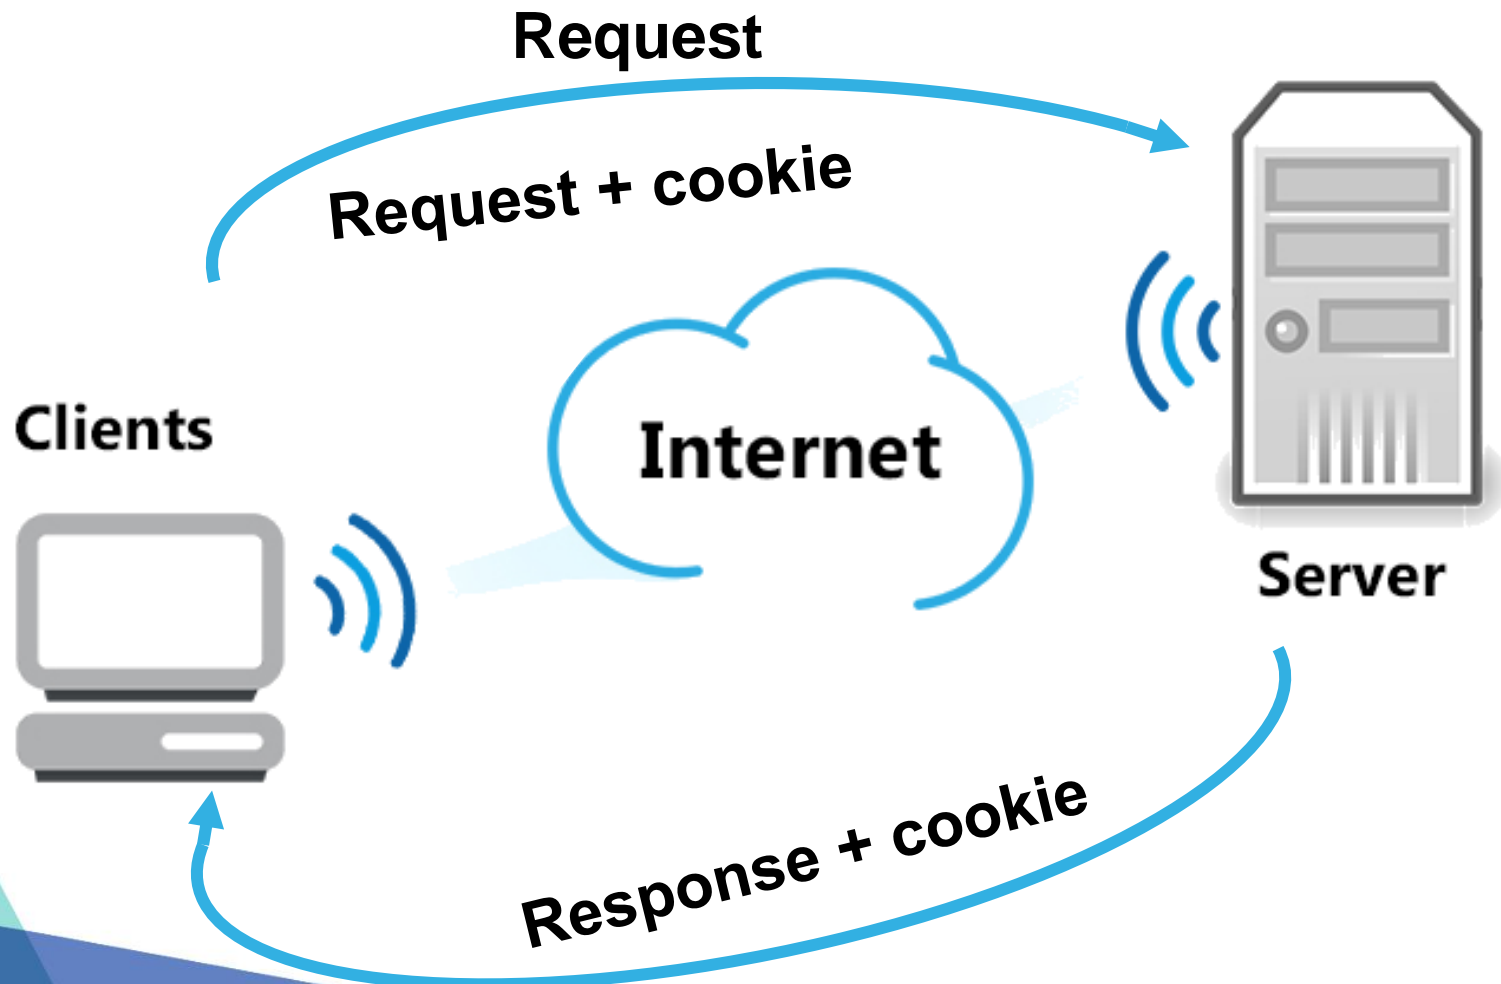 Request
Request + cookie
Clients
Internet
Server
Response + cookie